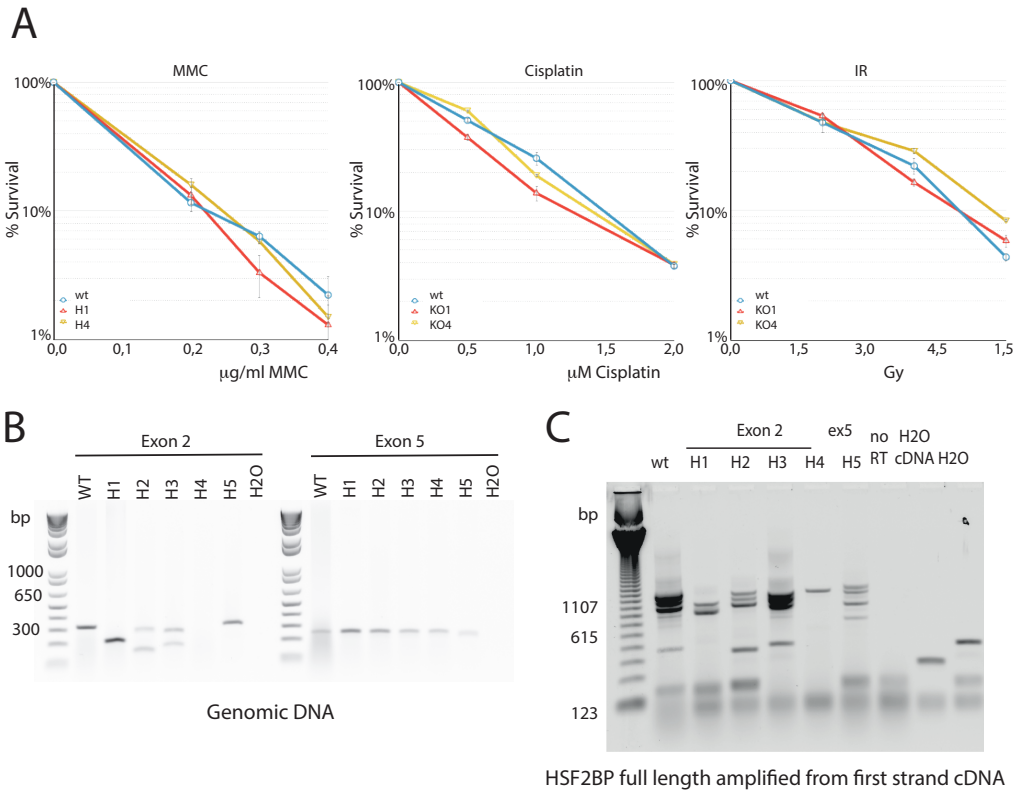 A
MMC
Cisplatin
IR
100%
10%
1%
% Survival
0,0 0,1 0,2 0,3 0,4
μg/ml MMC
wt
H1
H4
100%
10%
1%
% Survival
0,0 0,5 1,0 1,5 2,0
μM Cisplatin
wt
KO1
KO4
100%
10%
1%
% Survival
0,0 1,5 3,0 4,5 1,5
Gy
wt
KO1
KO4
B
Exon 2
Exon 5
WT H1 H2 H3 H4 H5 H2O
WT H1 H2 H3 H4 H5 H2O
bp
1000
650
300
Genomic DNA
C
Exon 2 ex5 no H2O
wt H1 H2 H3 H4 H5 RT cDNA H2O
bp
1107
615
123
HSF2BP full length amplified from first strand cDNA